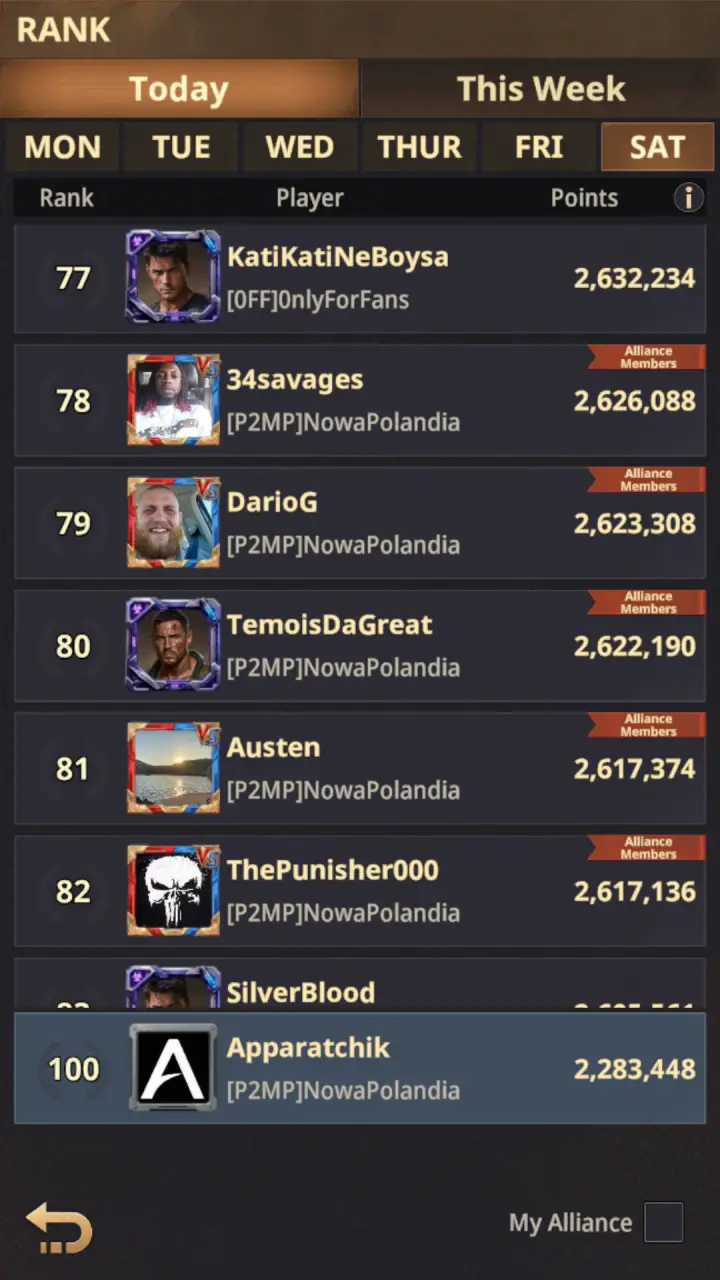 RANK
Today
This Week
MON TUE WED THUR FRI SAT
Rank Player Points i
77 KatiKatiNeBoysa 2,632,234
[0FF]0nlyForFans
Alliance
Members
78 34savages 2,626,088
[P2MP]NowaPolandia
Alliance
Members
79 DarioG 2,623,308
[P2MP]NowaPolandia
Alliance
Members
80 TemoisDaGreat 2,622,190
[P2MP]NowaPolandia
Alliance
Members
81 Austen 2,617,374
[P2MP]NowaPolandia
Alliance
Members
82 ThePunisher000 2,617,136
[P2MP]NowaPolandia
SilverBlood
100 Apparatchik 2,283,448
[P2MP]NowaPolandia
My Alliance